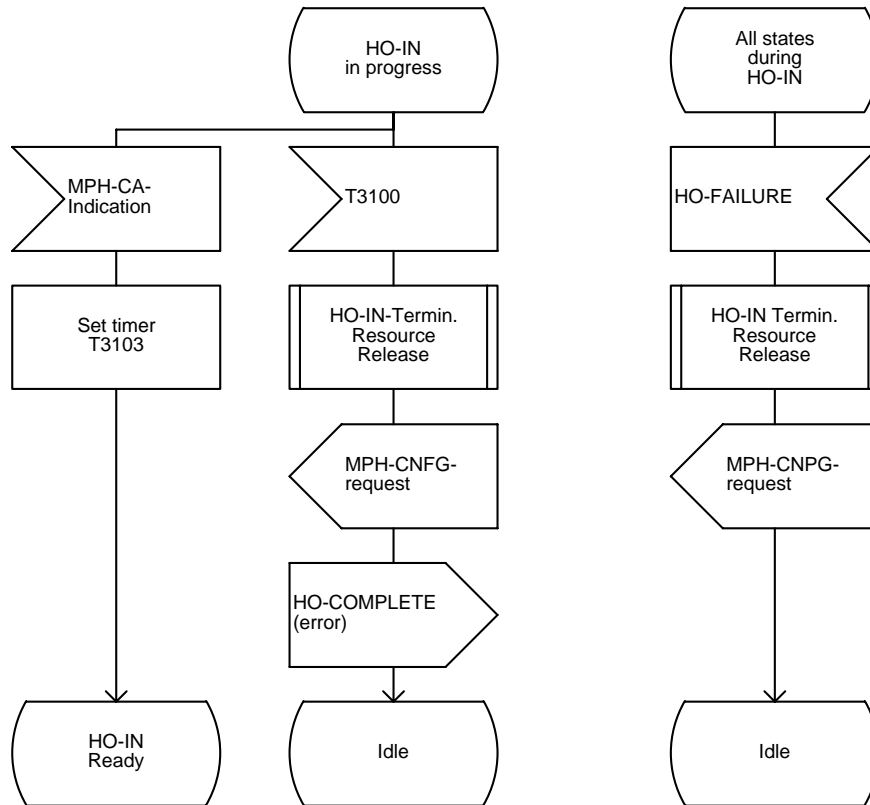 HO-IN
in progress
All states
during
HO-IN
MPH-CA-
Indication
T3100
HO-FAILURE
Set timer
T3103
HO-IN-Termin.
Resource
Release
HO-IN Termin.
Resource
Release
MPH-CNFG-
request
MPH-CNPG-
request
HO-COMPLETE
(error)
HO-IN
Ready
Idle
Idle